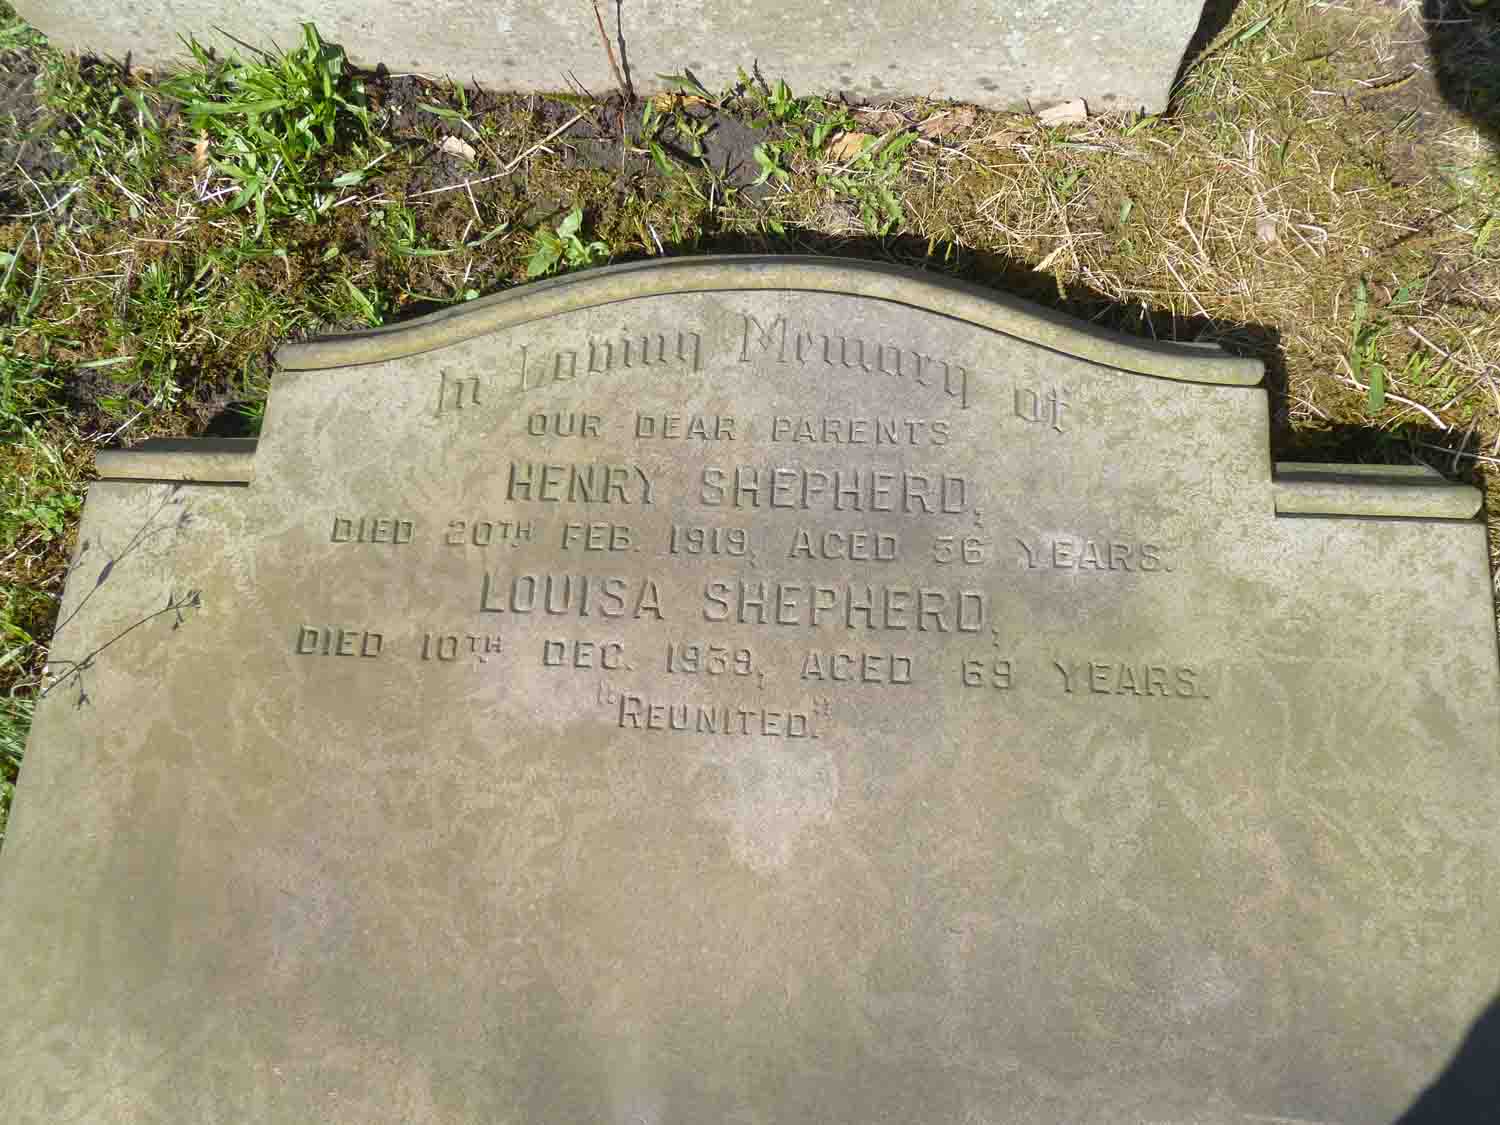 In Loving Memory of
OUR DEAR PARENTS
HENRY SHEPHERD,
DIED 20TH FEB. 1919, AGED 56 YEARS.
LOUISA SHEPHERD,
DIED 10TH DEC. 1939, AGED 69 YEARS.
"REUNITED."